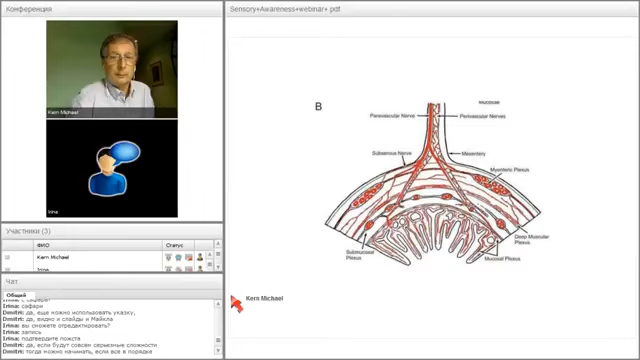 Конференция
Kern Michael
Irina
Участники (3)
ФИО
Статус
Kern Michael
Irina
Чат
Общий
Irina: сафари
Dmitri: да, еще можно использовать указку,
Dmitri: да, видно и слайды и Майкла
Irina: вы сможете отредактировать?
Irina: запись
Irina: подтвердите пожста
Dmitri: да, если будут совсем серьезные сложности
Dmitri: тогда можно начинать, если все в порядке
Sensory+Awareness+webinar+.pdf
B
Mucosae
Paravascular Nerve
Perivascular Nerves
Subserous Nerve
Mesentery
Myenteric Plexus
Submucose Plexus
Deep Muscular Plexus
Mucosal Plexus
Kern Michael